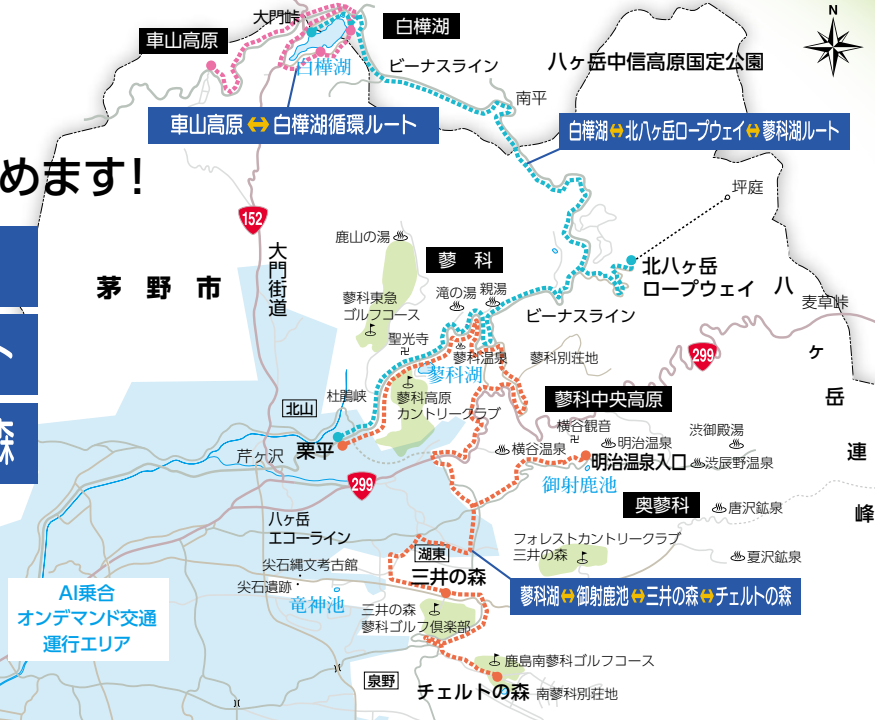 N
大門峠
車山高原
白樺湖
白樺湖
ビーナスライン
八ヶ岳中信高原国定公園
南平
車山高原⇔白樺湖循環ルート
白樺湖⇔北八ヶ岳ロープウェイ⇔蓼科湖ルート
めます!
坪庭
152
鹿山の湯
大門街道
蓼 科
北八ヶ岳
ロープウェイ
茅 野 市
滝の湯
親湯
蓼科東急
ゴルフコース
ビーナスライン
八
ヶ
岳
連
峰
麦草峠
聖光寺
蓼科温泉
蓼科別荘地
299
ト
蓼科湖
杜鵑峡
蓼科高原
カントリークラブ
蓼科中央高原
北山
横谷観音
渋御殿湯
森
栗平
明治温泉
芹ヶ沢
横谷温泉
明治温泉入口
渋辰野温泉
299
御射鹿池
奥蓼科
唐沢鉱泉
八ヶ岳
エコーライン
フォレストカントリークラブ
三井の森
湖東
夏沢鉱泉
尖石縄文考古館
三井の森
尖石遺跡
竜神池
AI乗合
オンデマンド交通
運行エリア
蓼科湖⇔御射鹿池⇔三井の森⇔チェルトの森
三井の森
蓼科ゴルフ倶楽部
鹿島南蓼科ゴルフコース
泉野
チェルトの森
南蓼科別荘地